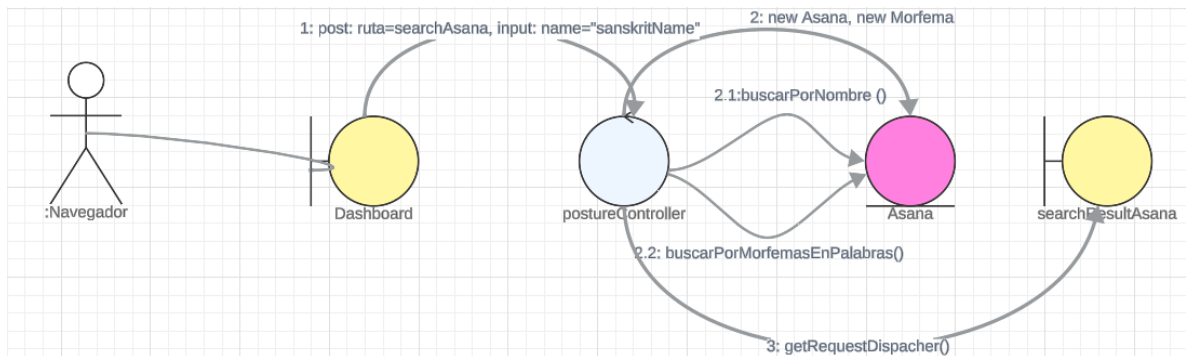 1: post: ruta=searchAsana, input: name="sanskritName"
2: new Asana, new Morfema
2.1:buscarPorNombre ()
:Navegador
Dashboard
postureController
Asana
searchResultAsana
2.2: buscarPorMorfemasEnPalabras()
3: getRequestDispacher()